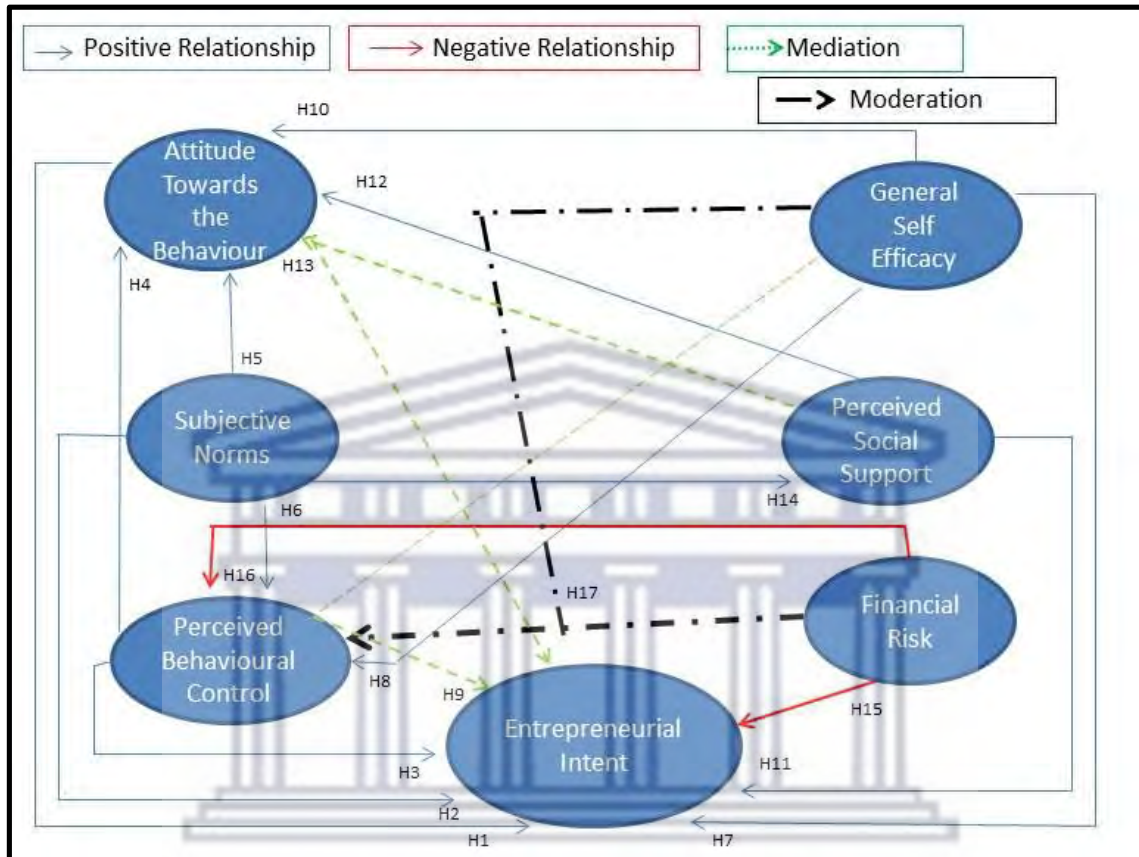 Positive Relationship
Negative Relationship
Mediation
Moderation
H10
Attitude
Towards
the
Behaviour
H12
General
Self
Efficacy
H13
H4
H5
Subjective
Norms
Perceived
Social
Support
H14
H6
H16
H17
Financial
Risk
Perceived
Behavioural
Control
H8
H9
H15
Entrepreneurial
Intent
H3
H11
H2
H1
H7